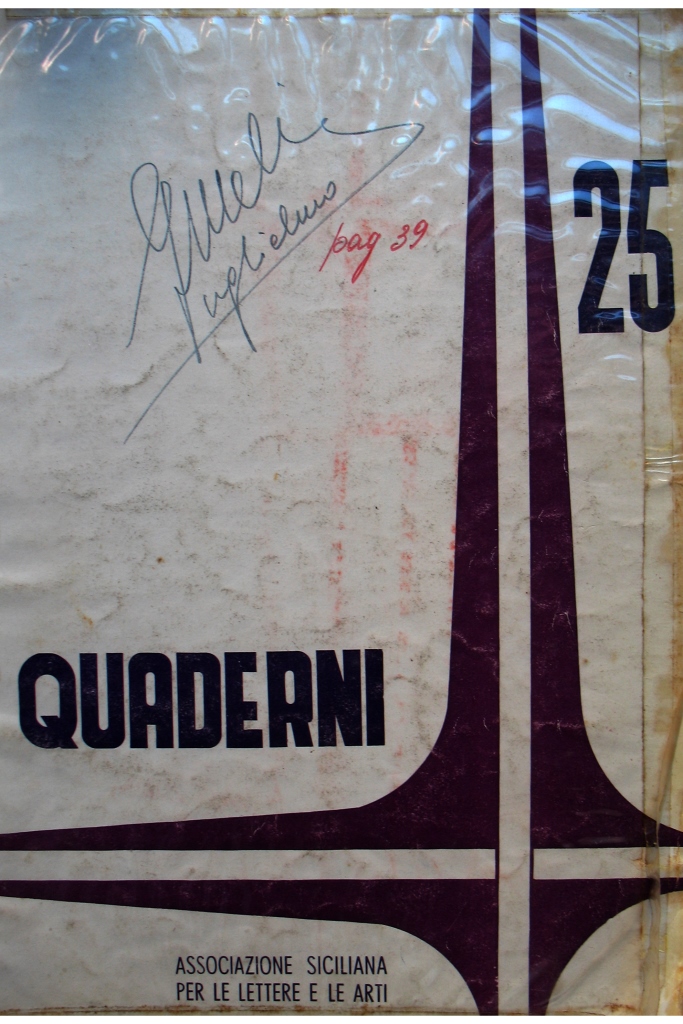 Guglielmo
pag 39
25
QUADERNI
ASSOCIAZIONE SICILIANA
PER LE LETTERE E LE ARTI